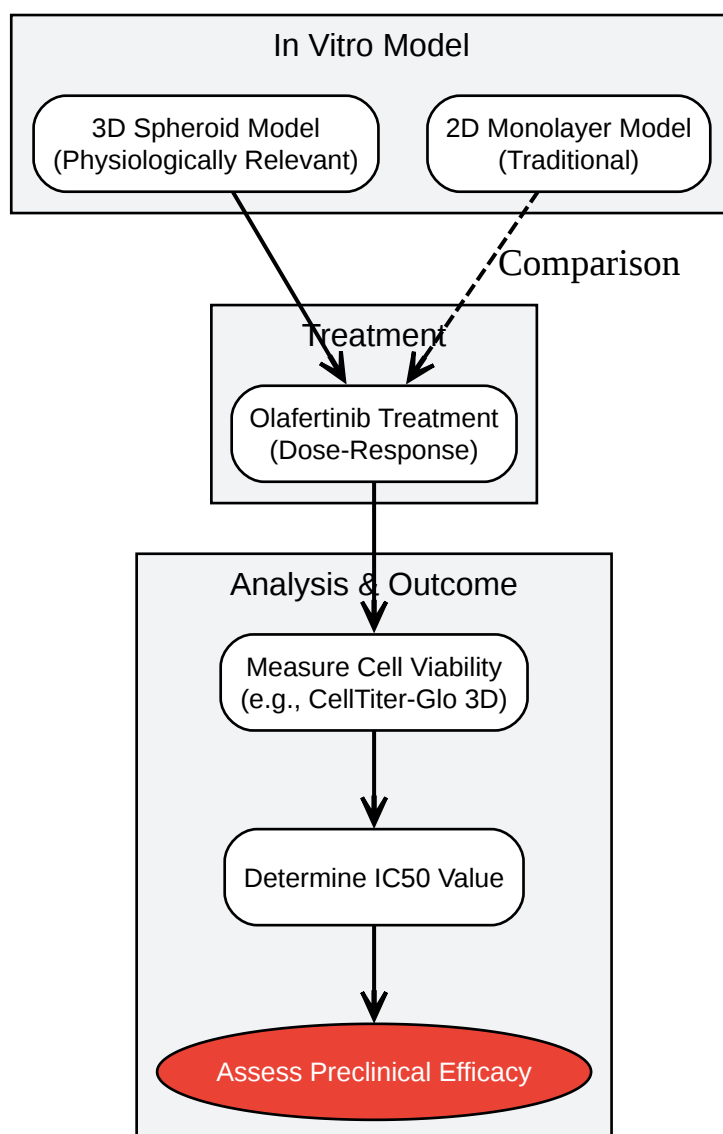 In Vitro Model
3D Spheroid Model
(Physiologically Relevant)
2D Monolayer Model
(Traditional)
Comparison
Treatment
Olafertinib Treatment
(Dose-Response)
Analysis & Outcome
Measure Cell Viability
(e.g., CellTiter-Glo 3D)
Determine IC50 Value
Assess Preclinical Efficacy